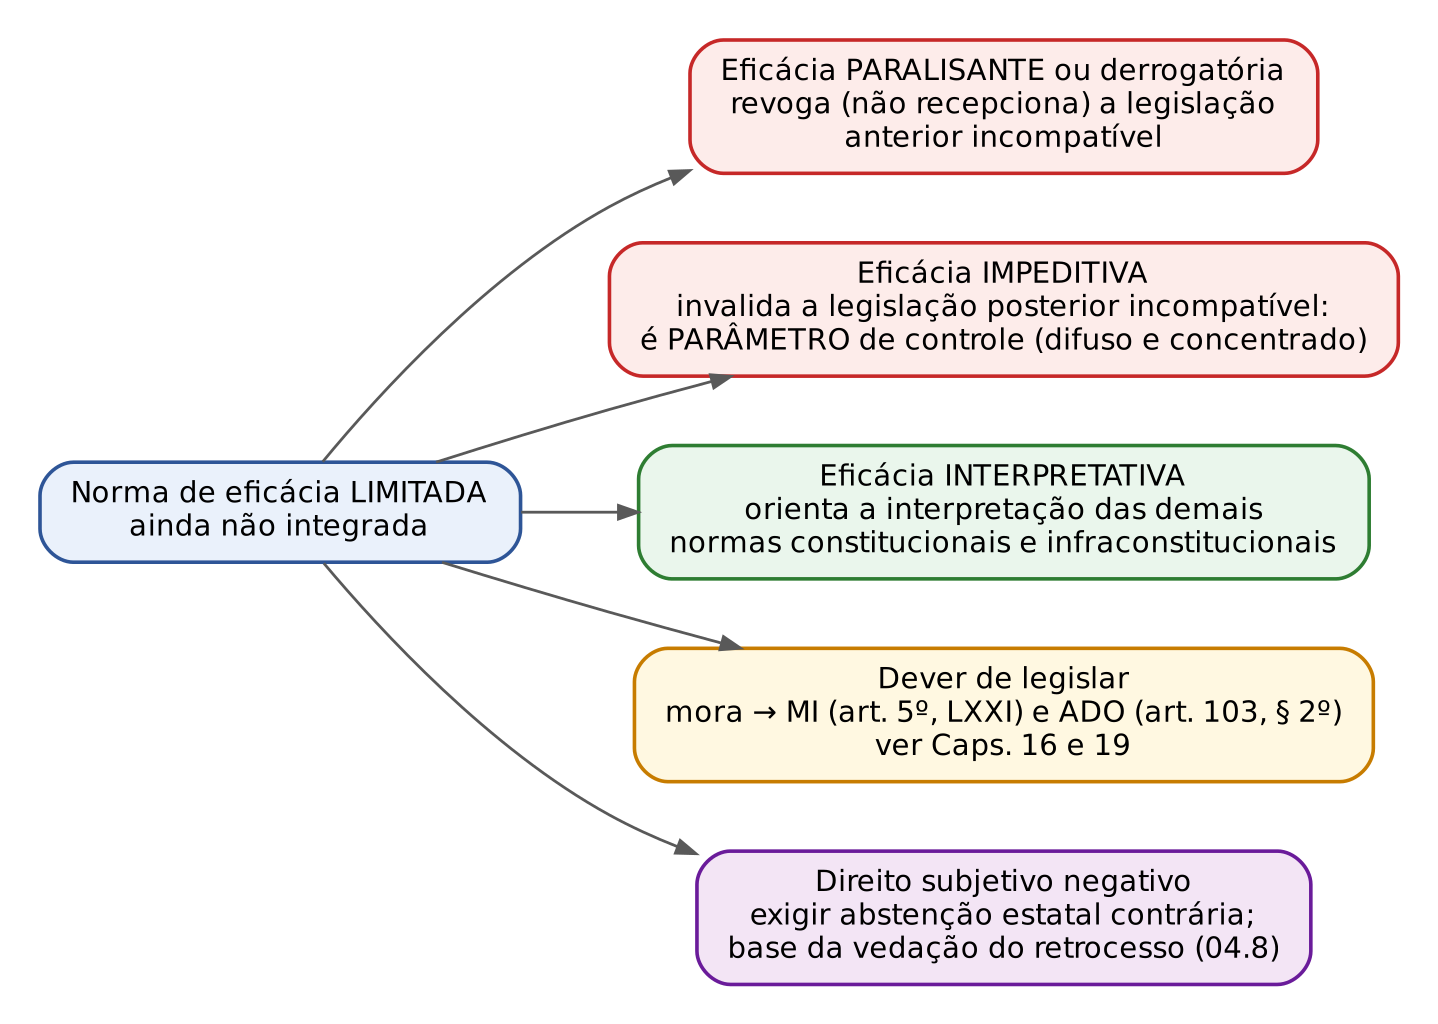 Eficácia PARALISANTE ou derrogatória
revoga (não recepciona) a legislação
anterior incompatível
Eficácia IMPEDITIVA
invalida a legislação posterior incompatível:
é PARÂMETRO de controle (difuso e concentrado)
Norma de eficácia LIMITADA
ainda não integrada
Eficácia INTERPRETATIVA
orienta a interpretação das demais
normas constitucionais e infraconstitucionais
Dever de legislar
mora → MI (art. 5º, LXXI) e ADO (art. 103, § 2º)
ver Caps. 16 e 19
Direito subjetivo negativo
exigir abstenção estatal contrária;
base da vedação do retrocesso (04.8)